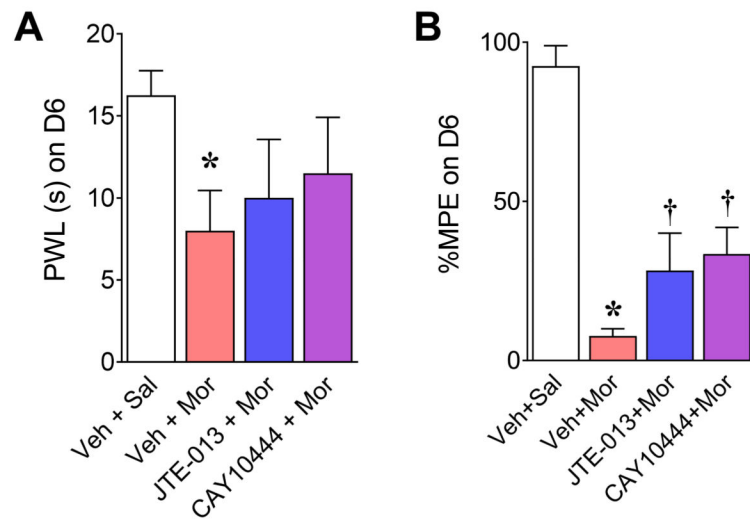 A
PWL (s) on D6
20
15
10
5
0
*
Veh + Sal
Veh + Mor
JTE-013 + Mor
CAY10444 + Mor
B
%MPE on D6
100
50
0
*
†
†
Veh+Sal
Veh+Mor
JTE-013+Mor
CAY10444+Mor